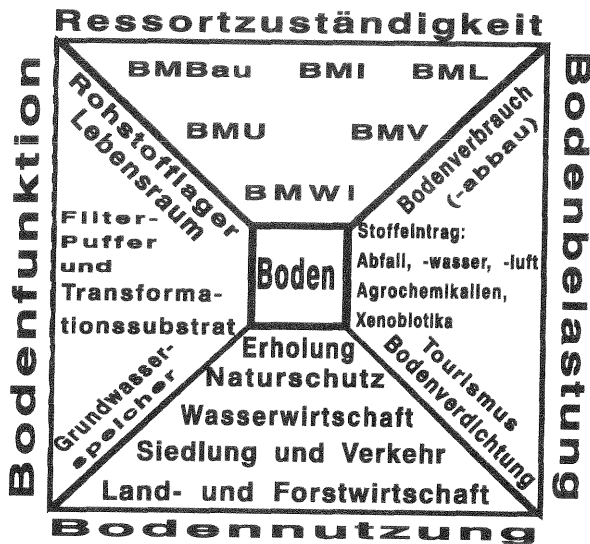 Ressortzuständigkeit
BMBau BMI BML
BMU BMV
BMWI
Bodenfunktion
Rohstofflager
Lebensraum
Filter-
Puffer
und
Transforma-
tionssubstrat
Grundwasser-
speicher
Boden
Bodenverbrauch
(-abbau)
Stoffeintrag:
Abfall, -wasser, -luft
Agrochemikalien,
Xenobiotika
Tourismus
Bodenverdichtung
Bodenbelastung
Erholung
Naturschutz
Wasserwirtschaft
Siedlung und Verkehr
Land- und Forstwirtschaft
Bodennutzung